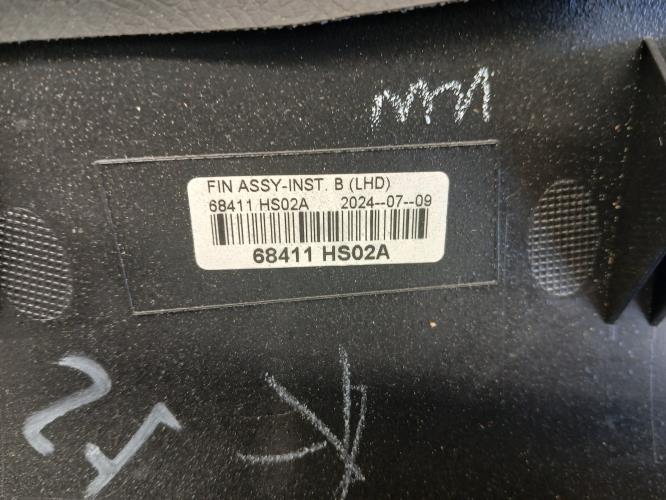 FIN ASSY-INST. B (LHD)
68411 HS02A 2024--07--09
68411 HS02A